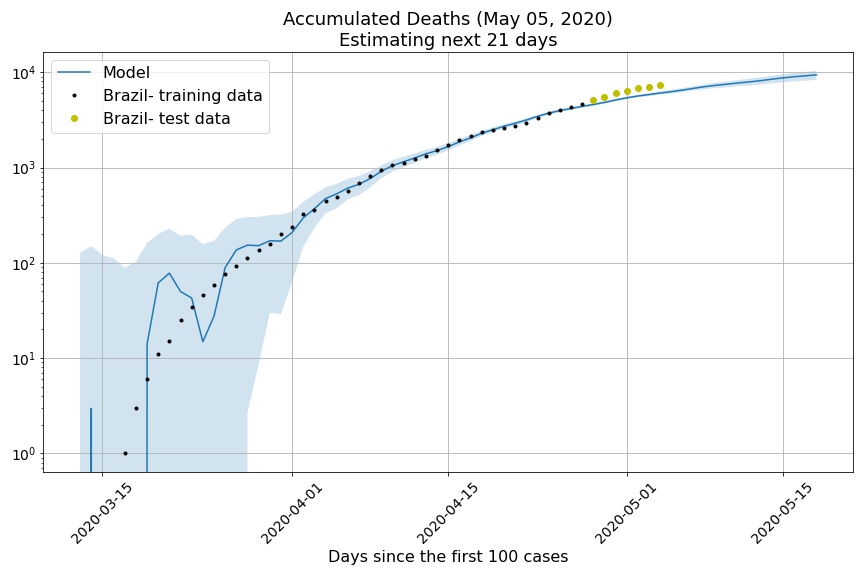 Accumulated Deaths (May 05, 2020)
Estimating next 21 days
Model
Brazil- training data
Brazil- test data
10⁴
10³
10²
10¹
10⁰
2020-03-15
2020-04-01
2020-04-15
2020-05-01
2020-05-15
Days since the first 100 cases